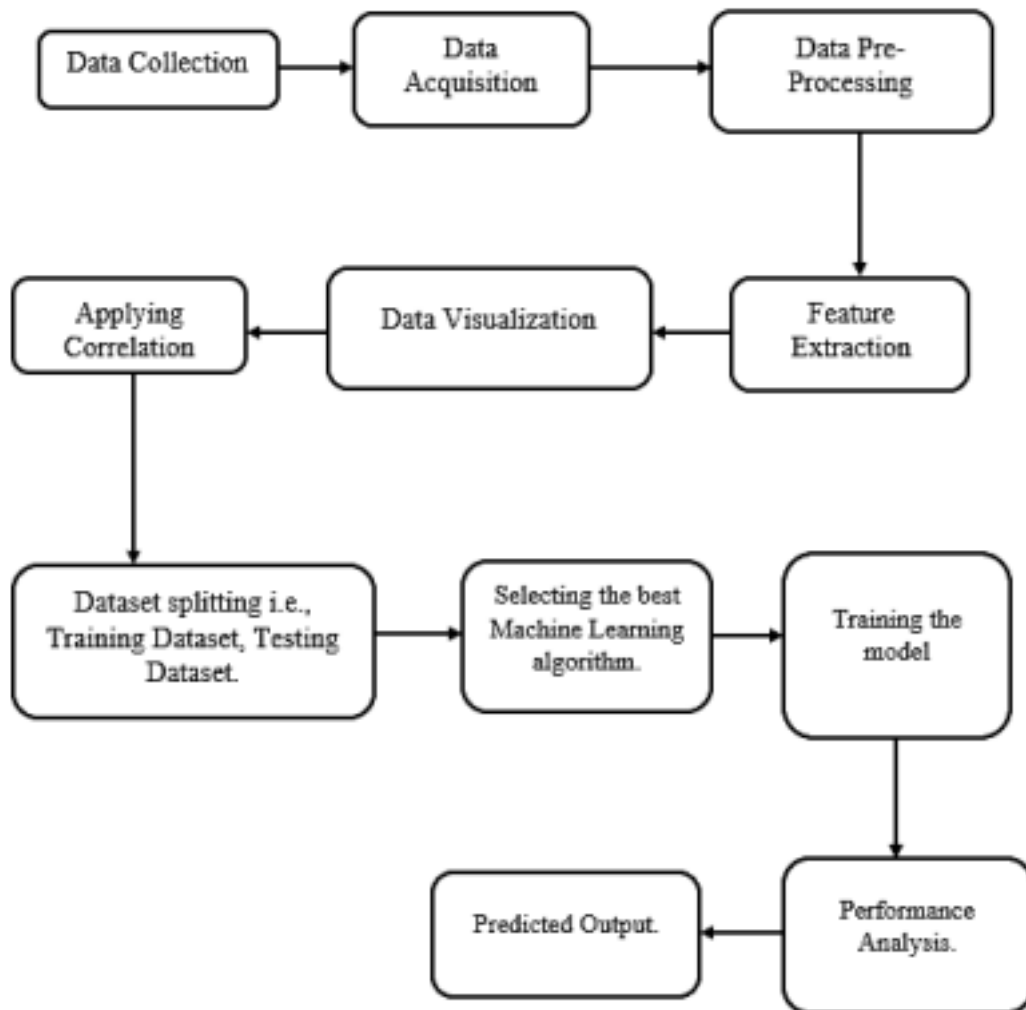 Data Collection
Data
Acquisition
Data Pre-
Processing
Feature
Extraction
Data Visualization
Applying
Correlation
Dataset splitting i.e.,
Training Dataset, Testing
Dataset.
Selecting the best
Machine Learning
algorithm.
Training the
model
Performance
Analysis.
Predicted Output.